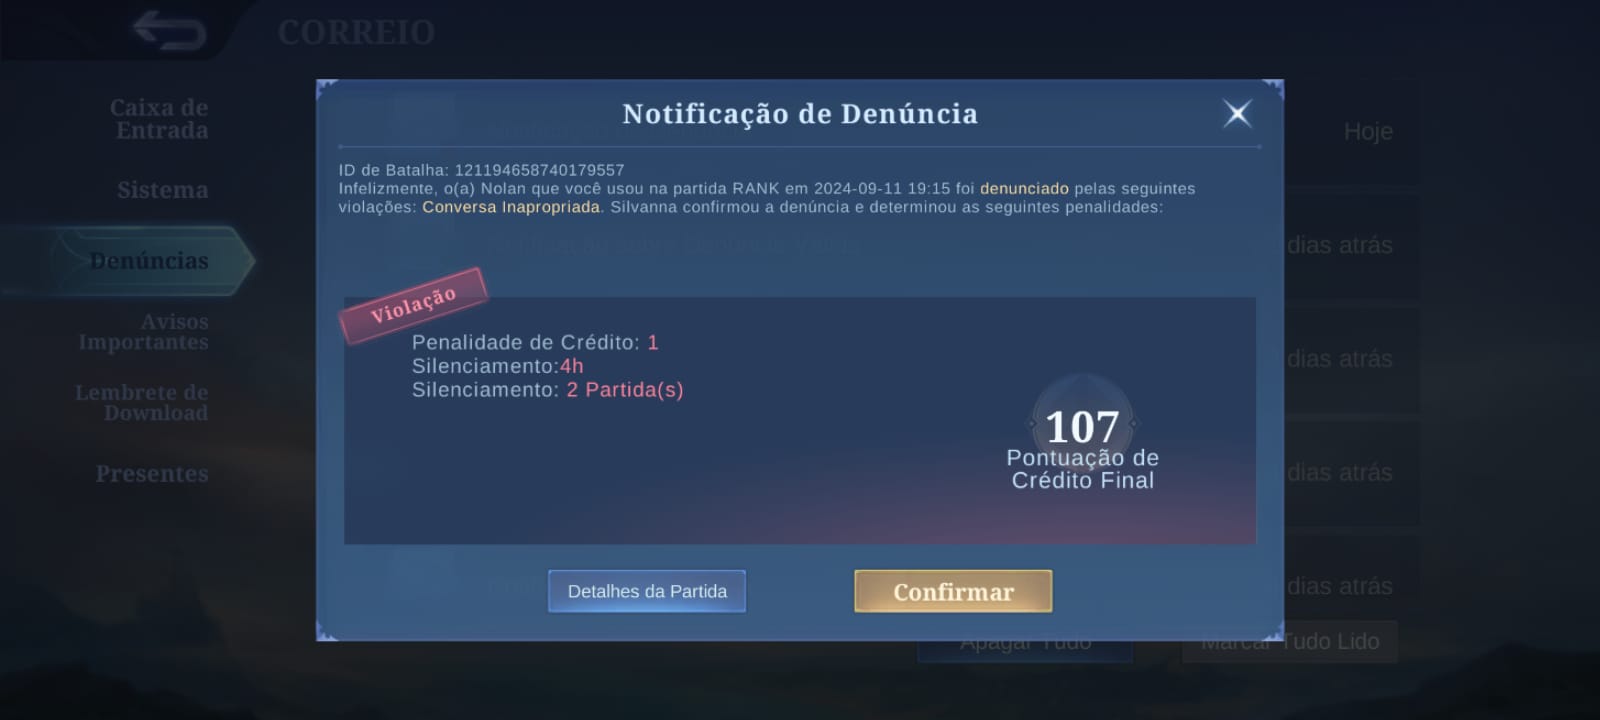 CORREIO
Caixa de
Entrada
Sistema
Denúncias
Avisos
Importantes
Lembrete de
Download
Presentes
Notificação de Denúncia
ID de Batalha: 121194658740179557
Infelizmente, o(a) Nolan que você usou na partida RANK em 2024-09-11 19:15 foi denunciado pelas seguintes
violações: Conversa Inapropriada. Silvanna confirmou a denúncia e determinou as seguintes penalidades:
Violação
Penalidade de Crédito: 1
Silenciamento:4h
Silenciamento: 2 Partida(s)
107
Pontuação de
Crédito Final
Detalhes da Partida
Confirmar
Hoje
dias atrás
dias atrás
dias atrás
dias atrás
Apagar Tudo
Marcar Tudo Lido